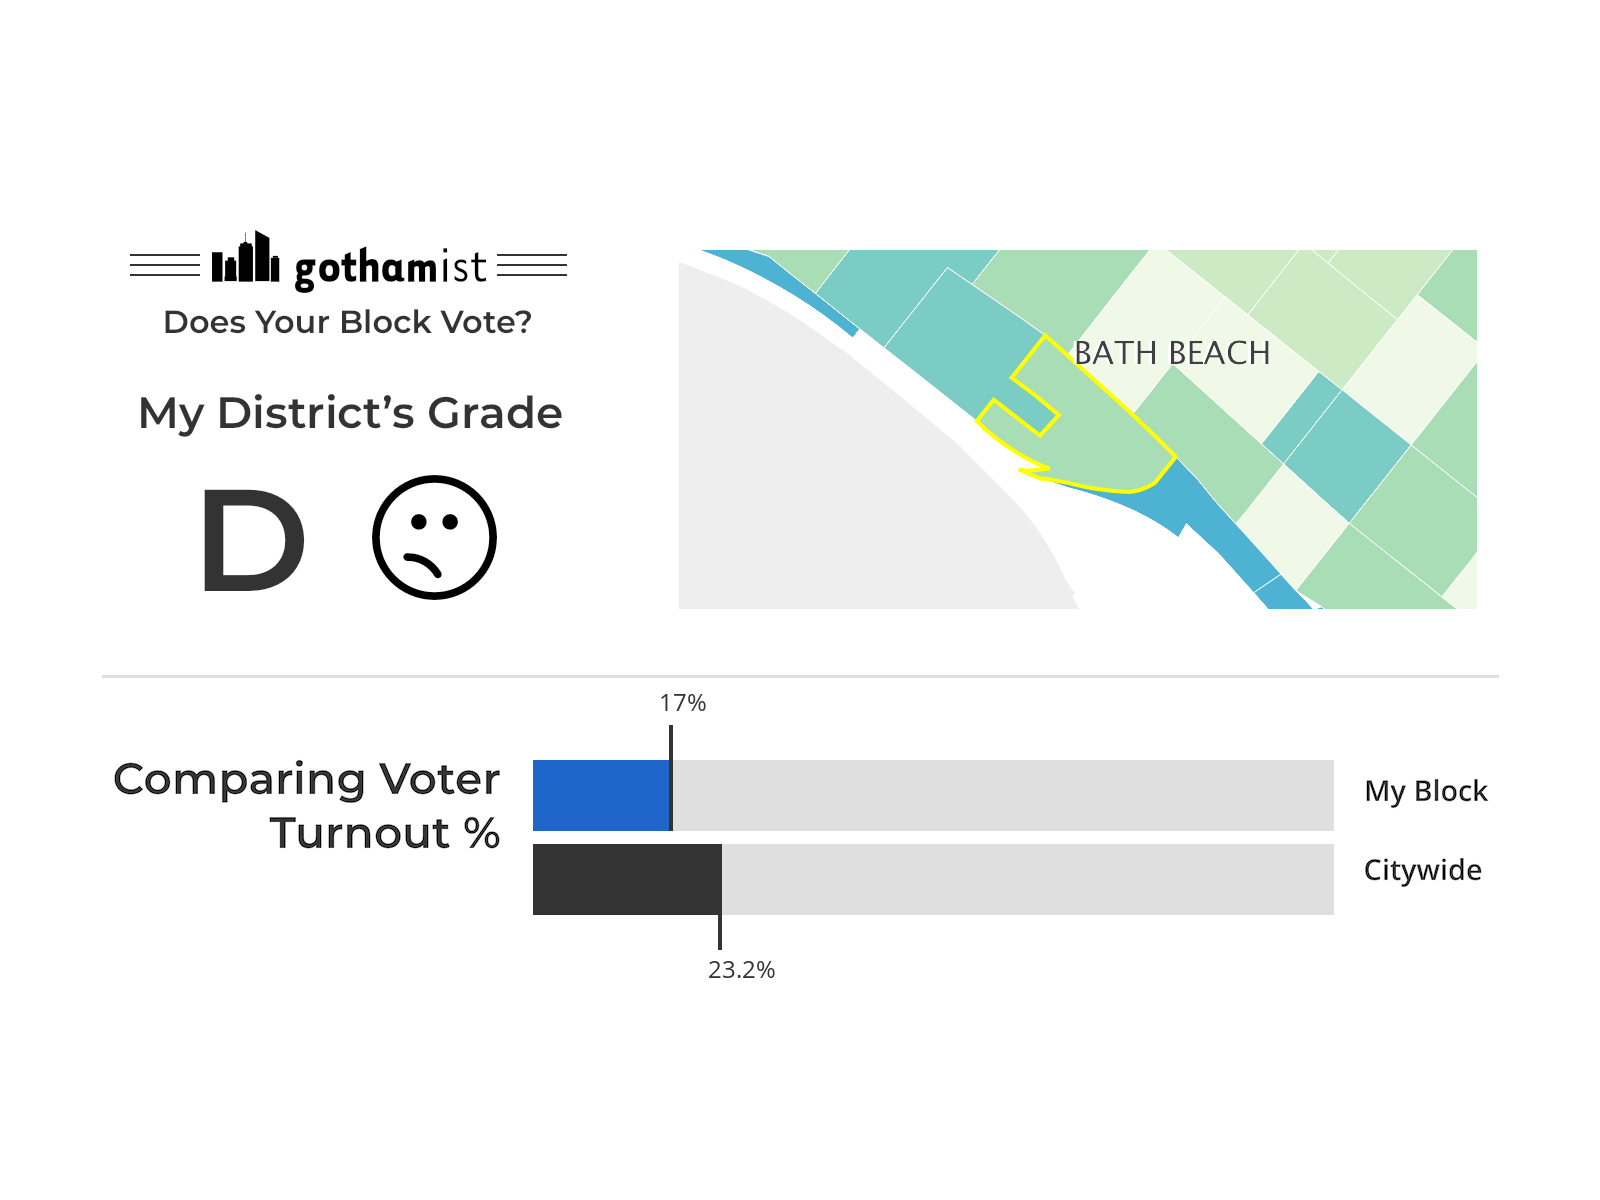 gothamist
Does Your Block Vote?
My District’s Grade
D
BATH BEACH
17%
Comparing Voter
Turnout %
My Block
Citywide
23.2%